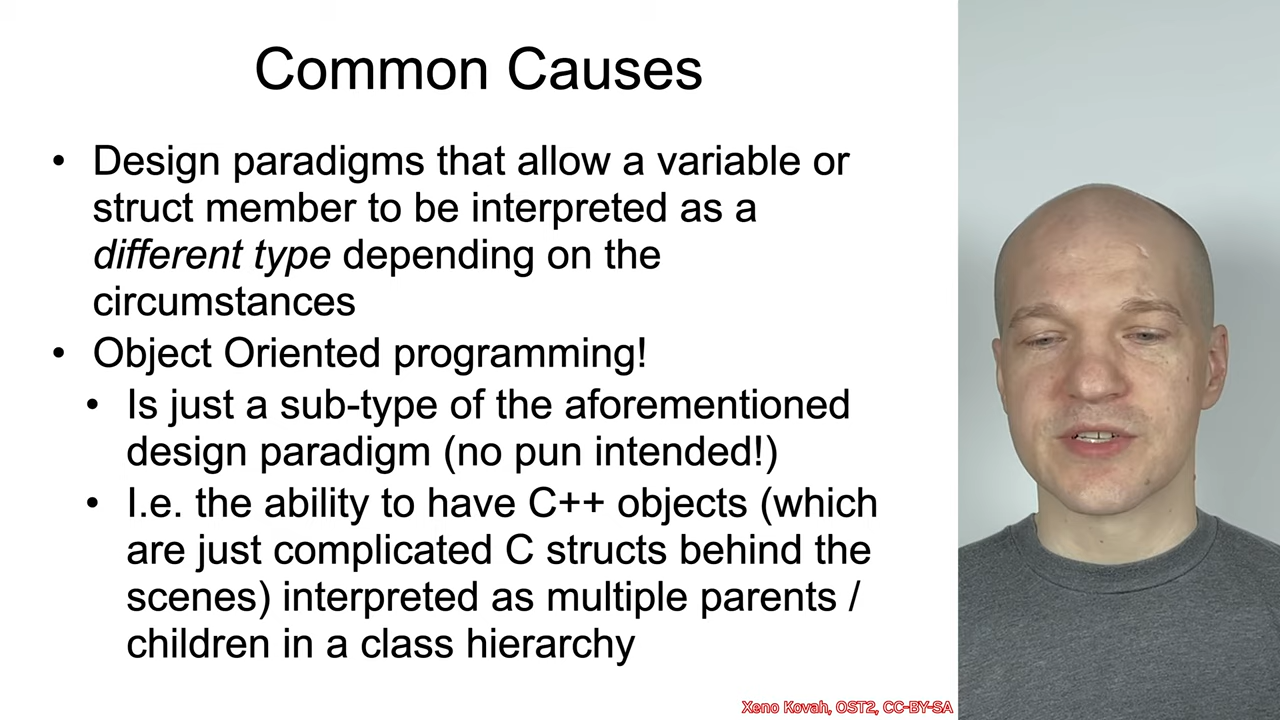 Common Causes
• Design paradigms that allow a variable or
struct member to be interpreted as a
different type depending on the
circumstances
• Object Oriented programming!
• Is just a sub-type of the aforementioned
design paradigm (no pun intended!)
• I.e. the ability to have C++ objects (which
are just complicated C structs behind the
scenes) interpreted as multiple parents /
children in a class hierarchy
Xeno Kovah, OST2, CC-BY-SA